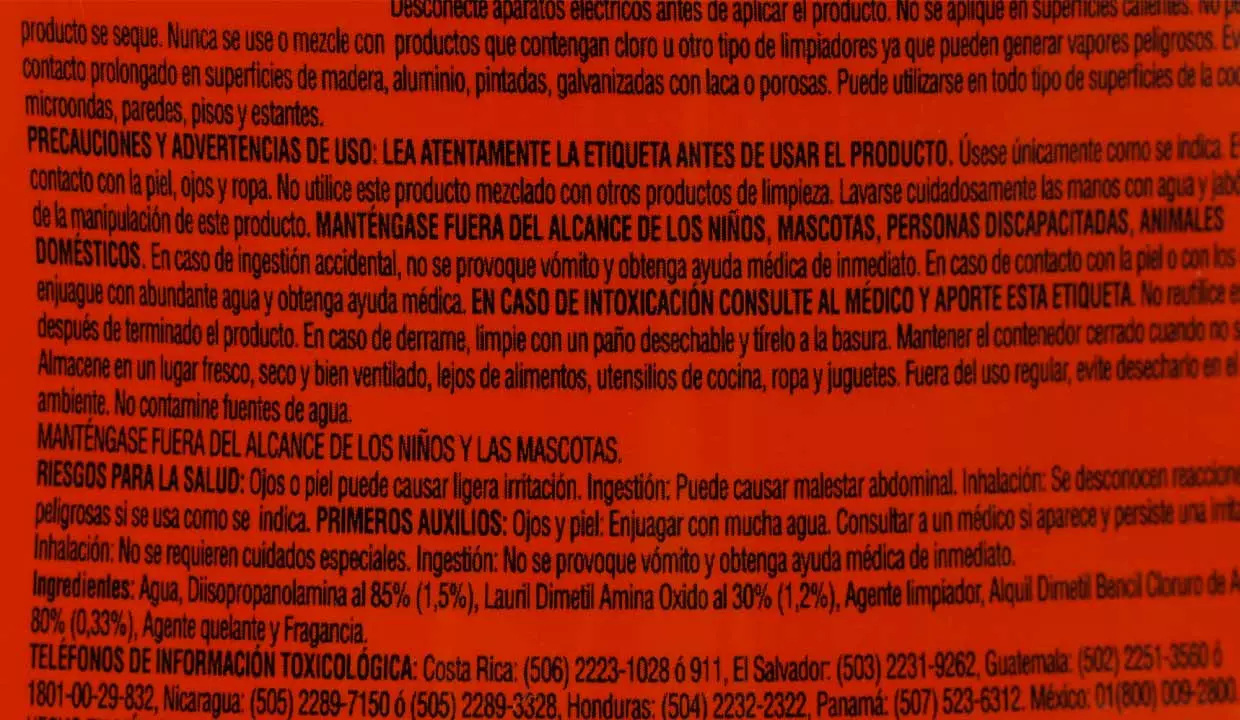 Desconecte aparatos eléctricos antes de aplicar el producto. No se aplique en superficies calientes. No
producto se seque. Nunca se use o mezcle con productos que contengan cloro u otro tipo de limpiadores ya que pueden generar vapores peligrosos.
contacto prolongado en superficies de madera, aluminio, pintadas, galvanizadas con laca o porosas. Puede utilizarse en todo tipo de superficies de la
microondas, paredes, pisos y estantes.
PRECAUCIONES Y ADVERTENCIAS DE USO: LEA ATENTAMENTE LA ETIQUETA ANTES DE USAR EL PRODUCTO. Úsese únicamente como se indica.
contacto con la piel, ojos y ropa. No utilice este producto mezclado con otros productos de limpieza. Lavarse cuidadosamente las manos con agua y
de la manipulación de este producto. MANTÉNGASE FUERA DEL ALCANCE DE LOS NIÑOS, MASCOTAS, PERSONAS DISCAPACITADAS, ANIMALES
DOMÉSTICOS. En caso de ingestión accidental, no se provoque vómito y obtenga ayuda médica de inmediato. En caso de contacto con la piel o con los
enjuague con abundante agua y obtenga ayuda médica. EN CASO DE INTOXICACIÓN CONSULTE AL MÉDICO Y APORTE ESTA ETIQUETA. No reutilice
después de terminado el producto. En caso de derrame, limpie con un paño desechable y tírelo a la basura. Mantener el contenedor cerrado cuando no
Almacene en un lugar fresco, seco y bien ventilado, lejos de alimentos, utensilios de cocina, ropa y juguetes. Fuera del uso regular, evite desecharlo en el
ambiente. No contamine fuentes de agua.
MANTÉNGASE FUERA DEL ALCANCE DE LOS NIÑOS Y LAS MASCOTAS.
RIESGOS PARA LA SALUD: Ojos o piel puede causar ligera irritación. Ingestión: Puede causar malestar abdominal. Inhalación: Se desconocen
peligrosas si se usa como se indica. PRIMEROS AUXILIOS: Ojos y piel: Enjuagar con mucha agua. Consultar a un médico si aparece y persiste una
Inhalación: No se requieren cuidados especiales. Ingestión: No se provoque vómito y obtenga ayuda médica de inmediato.
Ingredientes: Agua, Diisopropanolamina al 85% (1,5%), Lauril Dimetil Amina Oxido al 30% (1,2%), Agente limpiador, Alquil Dimetil Bencil Cloruro de
80% (0,33%), Agente quelante y Fragancia.
TELÉFONOS DE INFORMACIÓN TOXICOLÓGICA: Costa Rica: (506) 2223-1028 ó 911, El Salvador: (503) 2231-9262, Guatemala: (502) 2251-3560 ó
1801-00-29-832, Nicaragua: (505) 2289-7150 ó (505) 2289-3328, Honduras: (504) 2232-2322, Panamá: (507) 523-6312. México: 01(800) 009-2800.